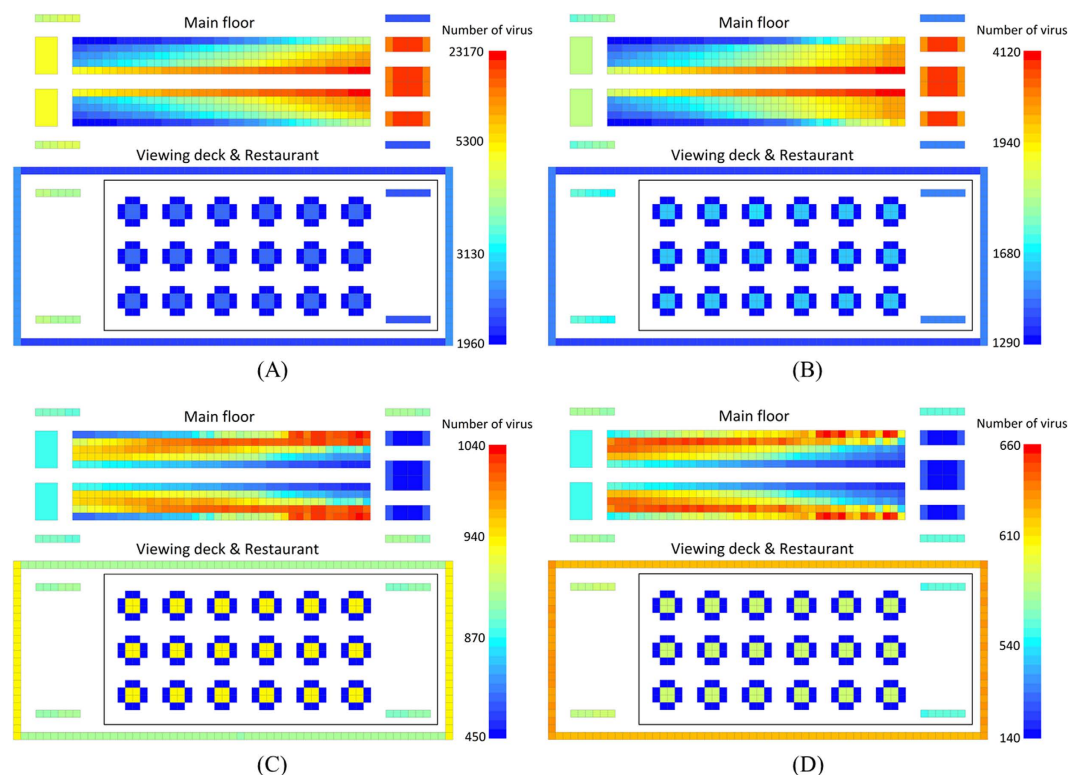 Main floor
Number of virus
23170
5300
3130
1960
Viewing deck & Restaurant
(A)
Main floor
Number of virus
4120
1940
1680
1290
Viewing deck & Restaurant
(B)
Main floor
Number of virus
1040
940
870
450
Viewing deck & Restaurant
(C)
Main floor
Number of virus
660
610
540
140
Viewing deck & Restaurant
(D)